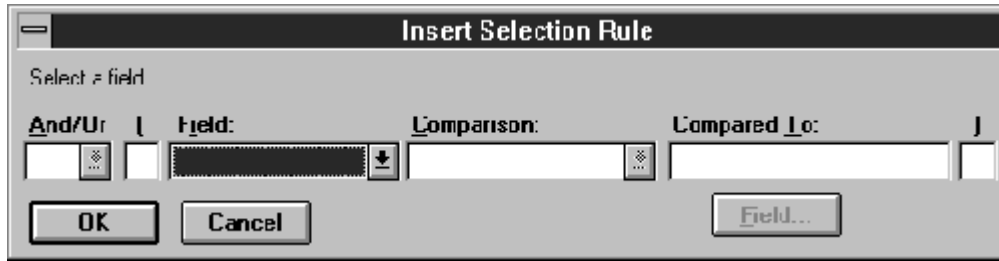 Insert Selection Rule
Select a field
And/Or ( Field: Comparison: Compared To: )
OK Cancel Field...